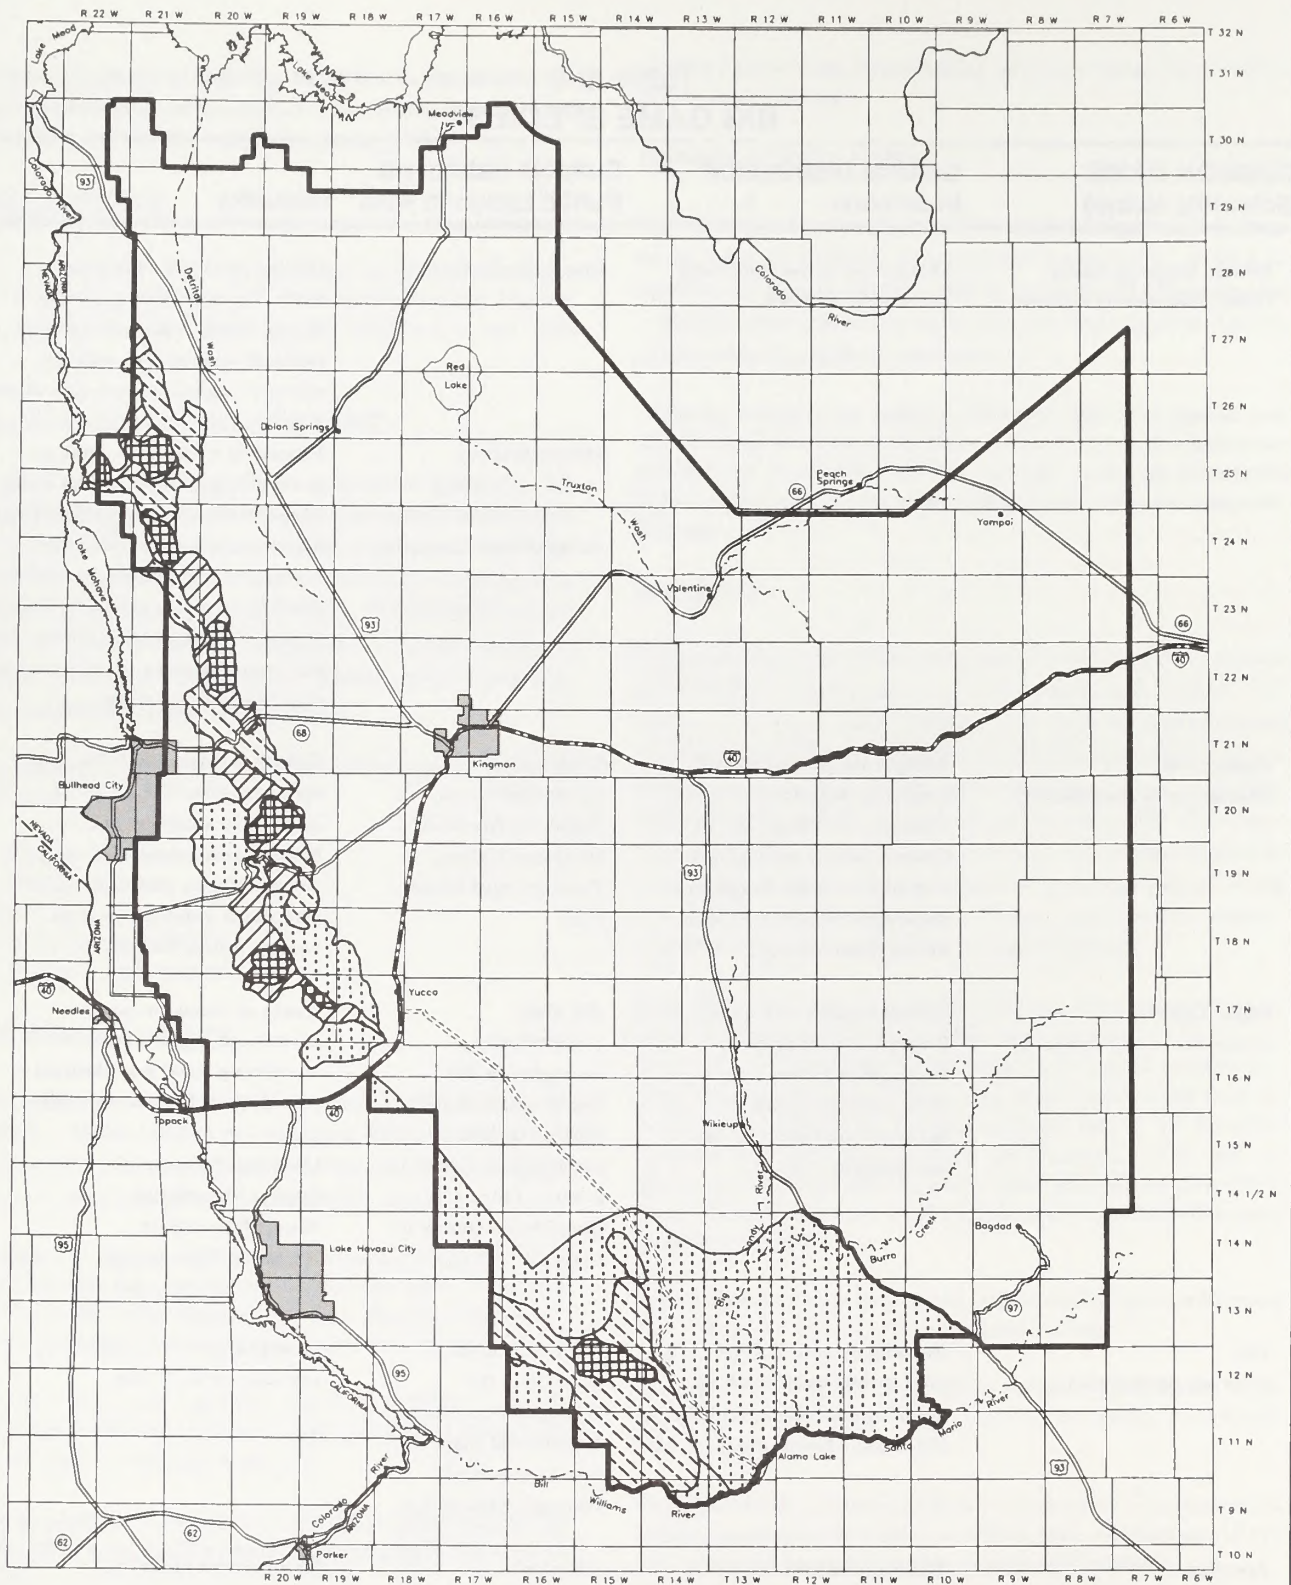 R 22 W R 21 W R 20 W R 19 W R 18 W R 17 W R 16 W R 15 W R 14 W R 13 W R 12 W R 11 W R 10 W R 9 W R 8 W R 7 W R 6 W
T 32 N
Lake Mead
Lake Mead
T 31 N
Meadview
T 30 N
93
Colorado River
T 29 N
ARIZONA
NEVADA
Detrital
Wash
Colorado
River
T 28 N
T 27 N
Red
Lake
T 26 N
Dolan Springs
Peach
Springs
T 25 N
Truxton
Wash
66
Yampai
T 24 N
Lake Mohave
Valentine
T 23 N
93
66
40
T 22 N
68
T 21 N
Kingman
40
Bullhead City
T 20 N
NEVADA
CALIFORNIA
93
T 19 N
ARIZONA
T 18 N
40
Yucca
Needles
T 17 N
T 16 N
40
Topock
Wikieup
T 15 N
T 14 1/2 N
Big
Sandy
River
Burro
Creek
Bagdad
95
Lake Havasu City
T 14 N
97
T 13 N
95
CALIFORNIA
T 12 N
Santa
Maria
River
Alamo Lake
T 11 N
93
Bill
Williams
River
Colorado
River
ARIZONA
T 9 N
62
62
Parker
T 10 N
R 20 W R 19 W R 18 W R 17 W R 16 W R 15 W R 14 W T 13 W R 12 W R 11 W R 10 W R 9 W R 8 W R 7 W R 6 W